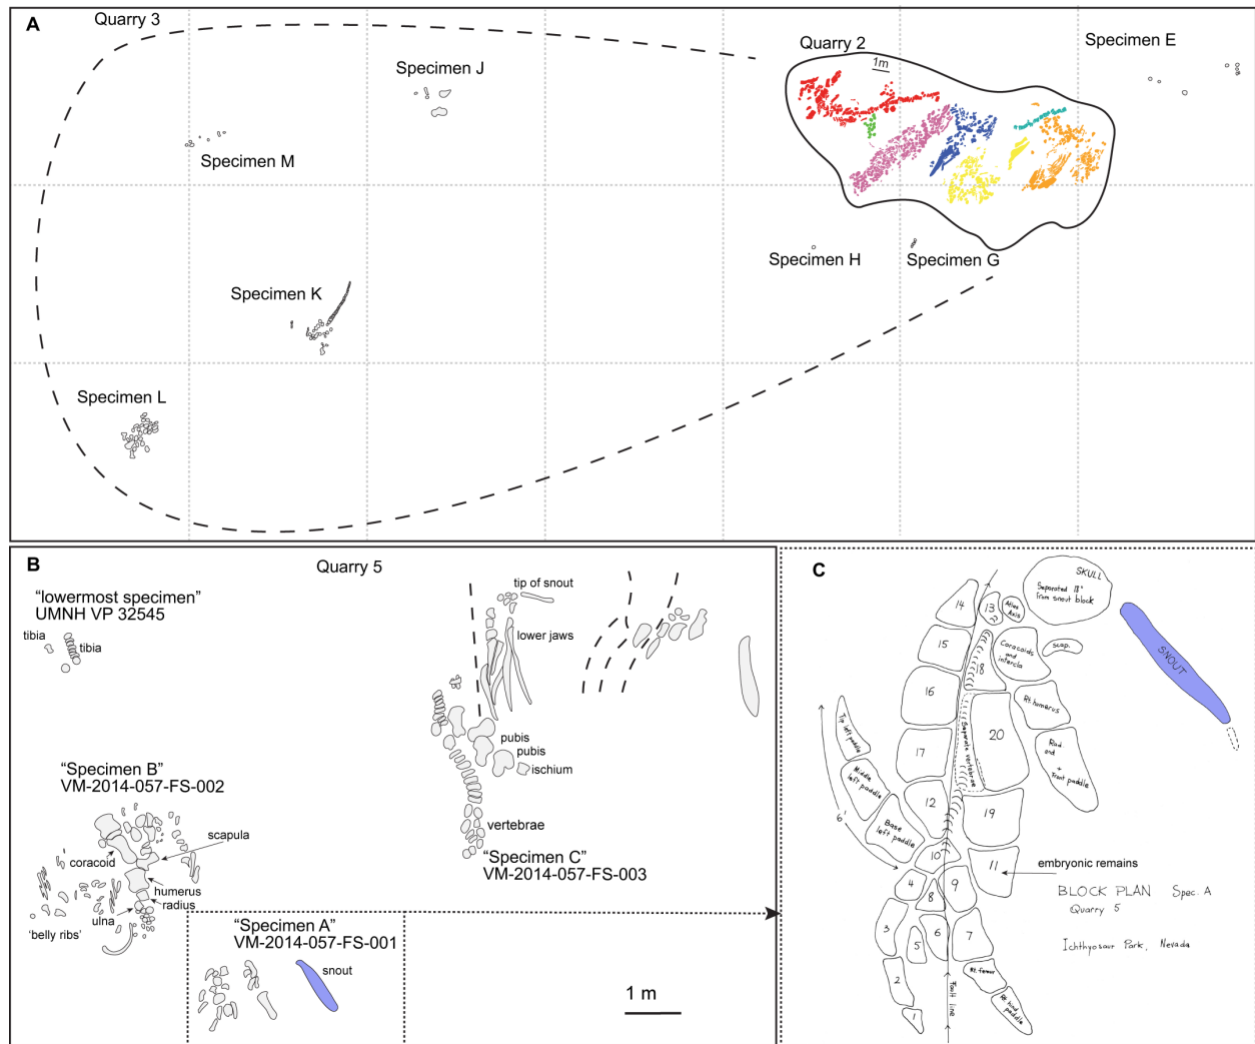 A
Quarry 3
Quarry 2
1m
Specimen E
Specimen J
Specimen M
Specimen H
Specimen G
Specimen K
Specimen L
B
Quarry 5
"lowermost specimen"
UMNH VP 32545
tibia
tibia
tip of snout
lower jaws
pubis
pubis
ischium
vertebrae
"Specimen C"
VM-2014-057-FS-003
"Specimen B"
VM-2014-057-FS-002
scapula
coracoid
humerus
radius
ulna
'belly ribs'
"Specimen A"
VM-2014-057-FS-001
snout
1 m
C
SKULL
Separated 18"
from snout block
SNOUT
14
13
Atlas
Axis
15
18
Coracoids
and
intercla
scap.
16
Rt. humerus
20
Separate vertebrae
Rad
and
+
Front paddle
Tip left paddle
17
Middle
left paddle
6'
12
19
Base
left paddle
10
11
embryonic remains
4
9
8
BLOCK PLAN Spec. A
Quarry 5
3
5
6
7
Ichthyosaur Park, Nevada
2
Rt. femur
Rt. hind
paddle
1